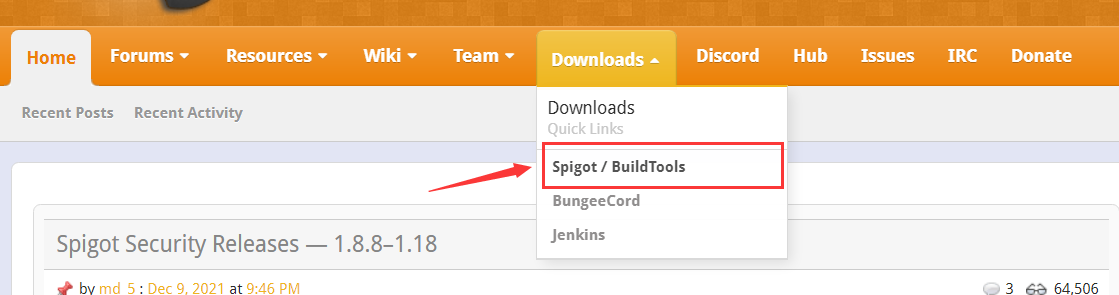 Home Forums Resources Wiki Team Downloads Discord Hub Issues IRC Donate
Recent Posts Recent Activity
Downloads
Quick Links
Spigot / BuildTools
BungeeCord
Jenkins
Spigot Security Releases — 1.8.8–1.18
by md_5 : Dec 9, 2021 at 9:46 PM 3 64,506